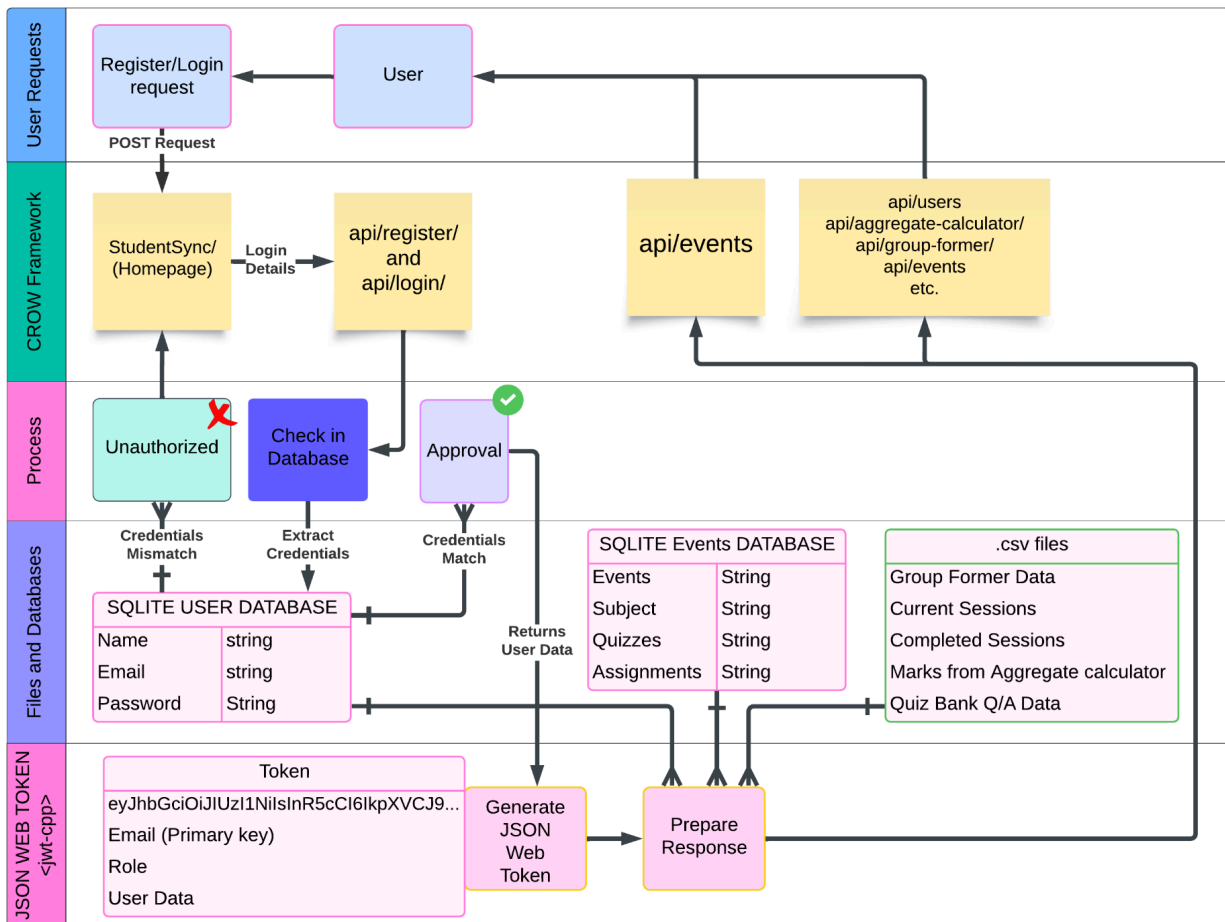 User Requests
Register/Login
request
User
POST Request
CROW Framework
StudentSync/
(Homepage)
Login
Details
api/register/
and
api/login/
api/events
api/users
api/aggregate-calculator/
api/group-former/
api/events
etc.
Process
Unauthorized
Check in
Database
Approval
Files and Databases
Credentials
Mismatch
Extract
Credentials
Credentials
Match
SQLITE USER DATABASE
Name string
Email string
Password String
Returns
User Data
SQLITE Events DATABASE
Events String
Subject String
Quizzes String
Assignments String
.csv files
Group Former Data
Current Sessions
Completed Sessions
Marks from Aggregate calculator
Quiz Bank Q/A Data
JSON WEB TOKEN
<jwt-cpp>
Token
eyJhbGciOiJIUzI1NiIsInR5cCI6IkpXVCJ9...
Email (Primary key)
Role
User Data
Generate
JSON
Web
Token
Prepare
Response